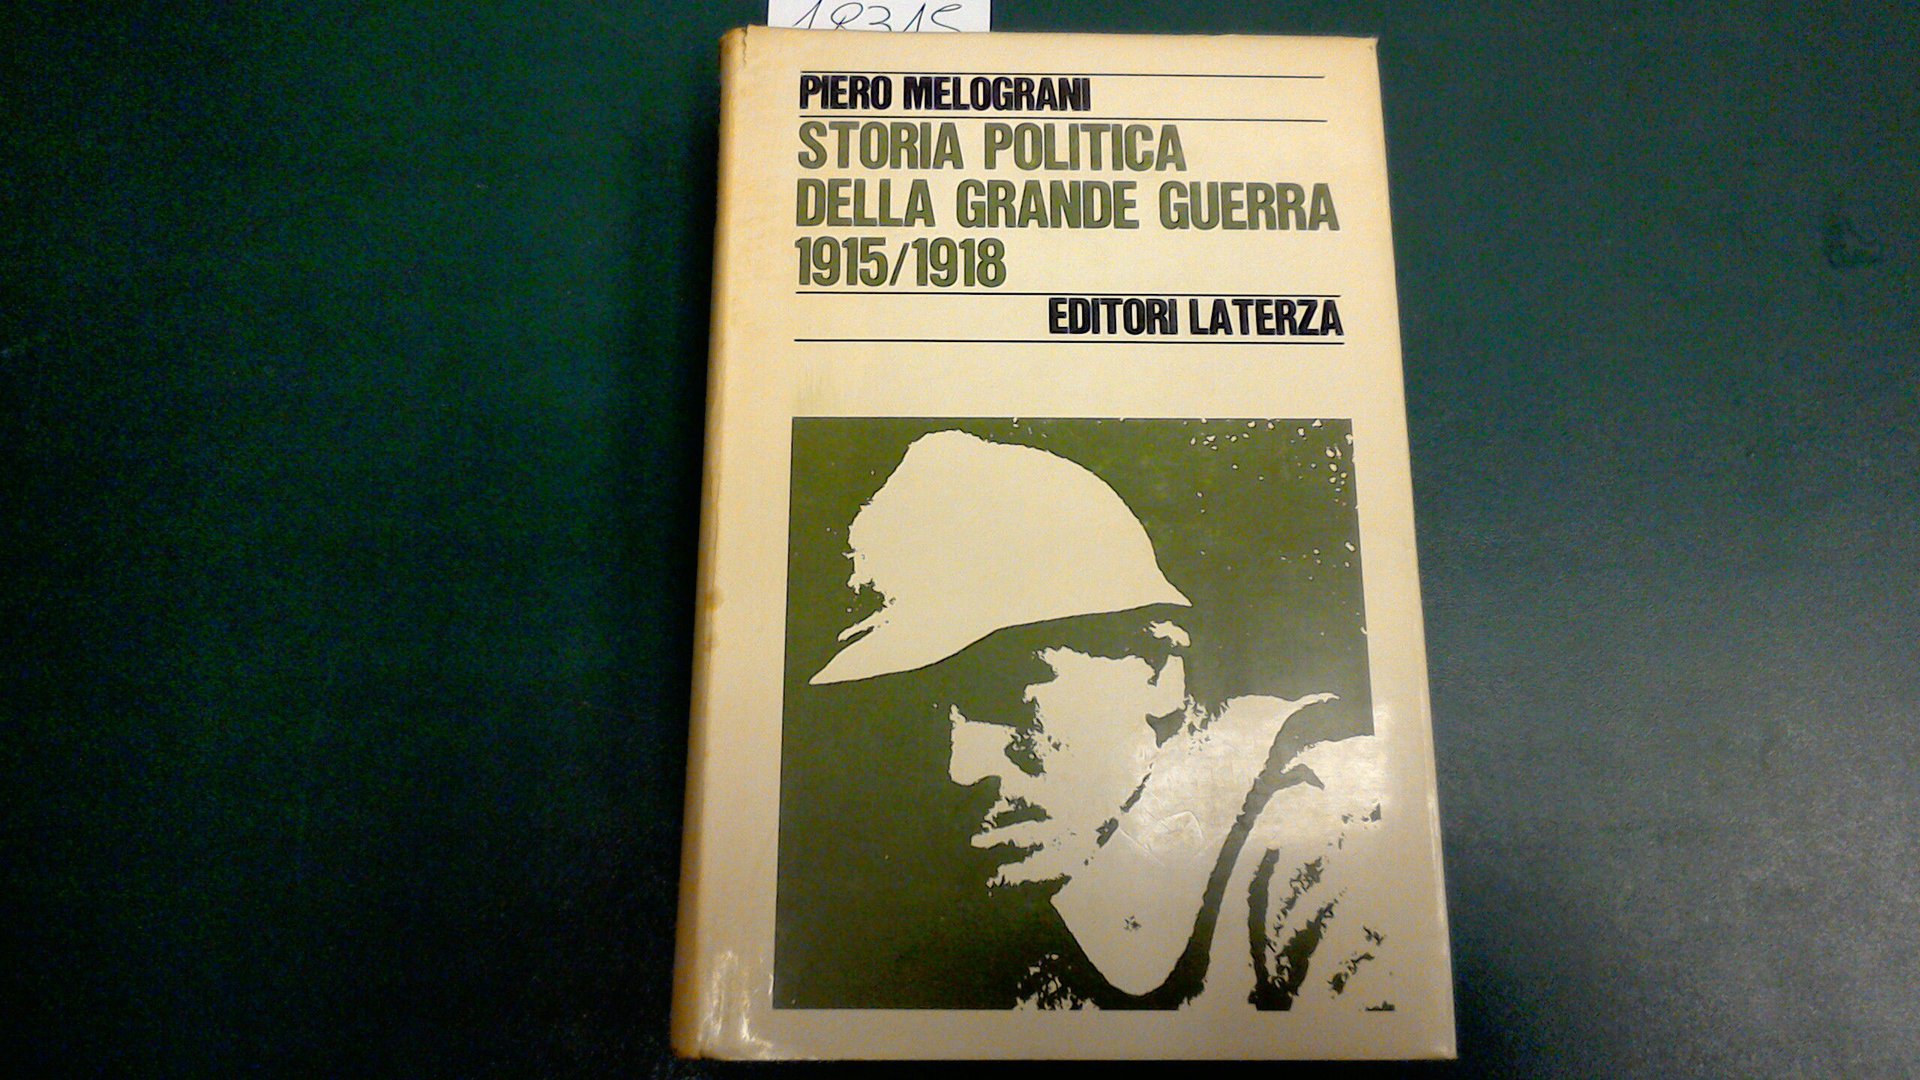 PIERO MELOGRANI
STORIA POLITICA
DELLA GRANDE GUERRA
1915/1918
EDITORI LATERZA